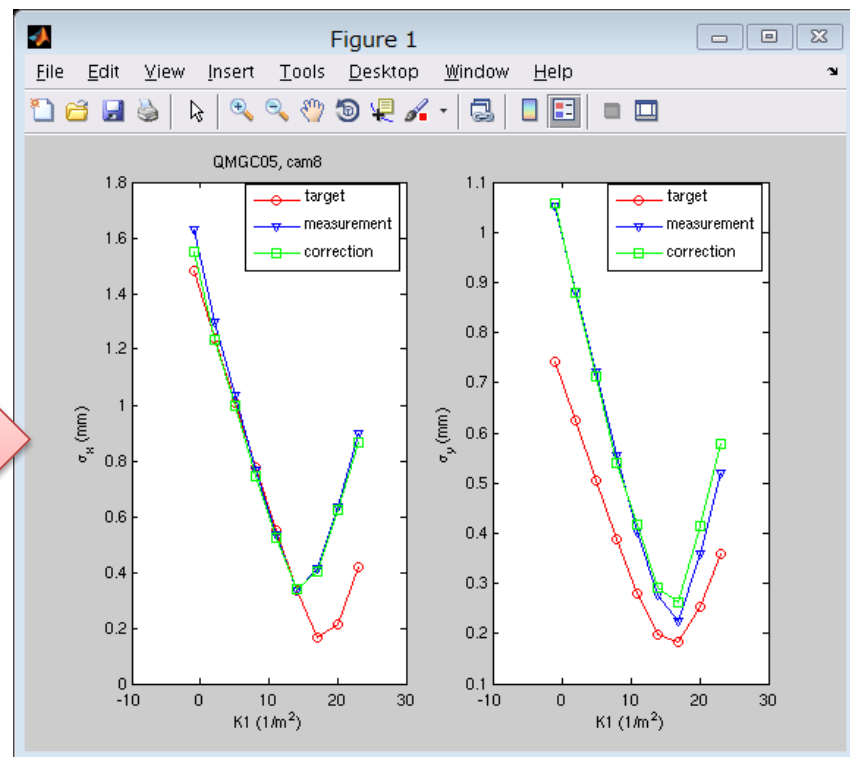 Figure 1
File Edit View Insert Tools Desktop Window Help
QMGC05, cam8
target
measurement
correction
1.8
1.6
1.4
1.2
1
0.8
0.6
0.4
0.2
0
σx (mm)
-10 0 10 20 30
K1 (1/m²)
target
measurement
correction
1.1
1
0.9
0.8
0.7
0.6
0.5
0.4
0.3
0.2
0.1
σy (mm)
-10 0 10 20 30
K1 (1/m²)